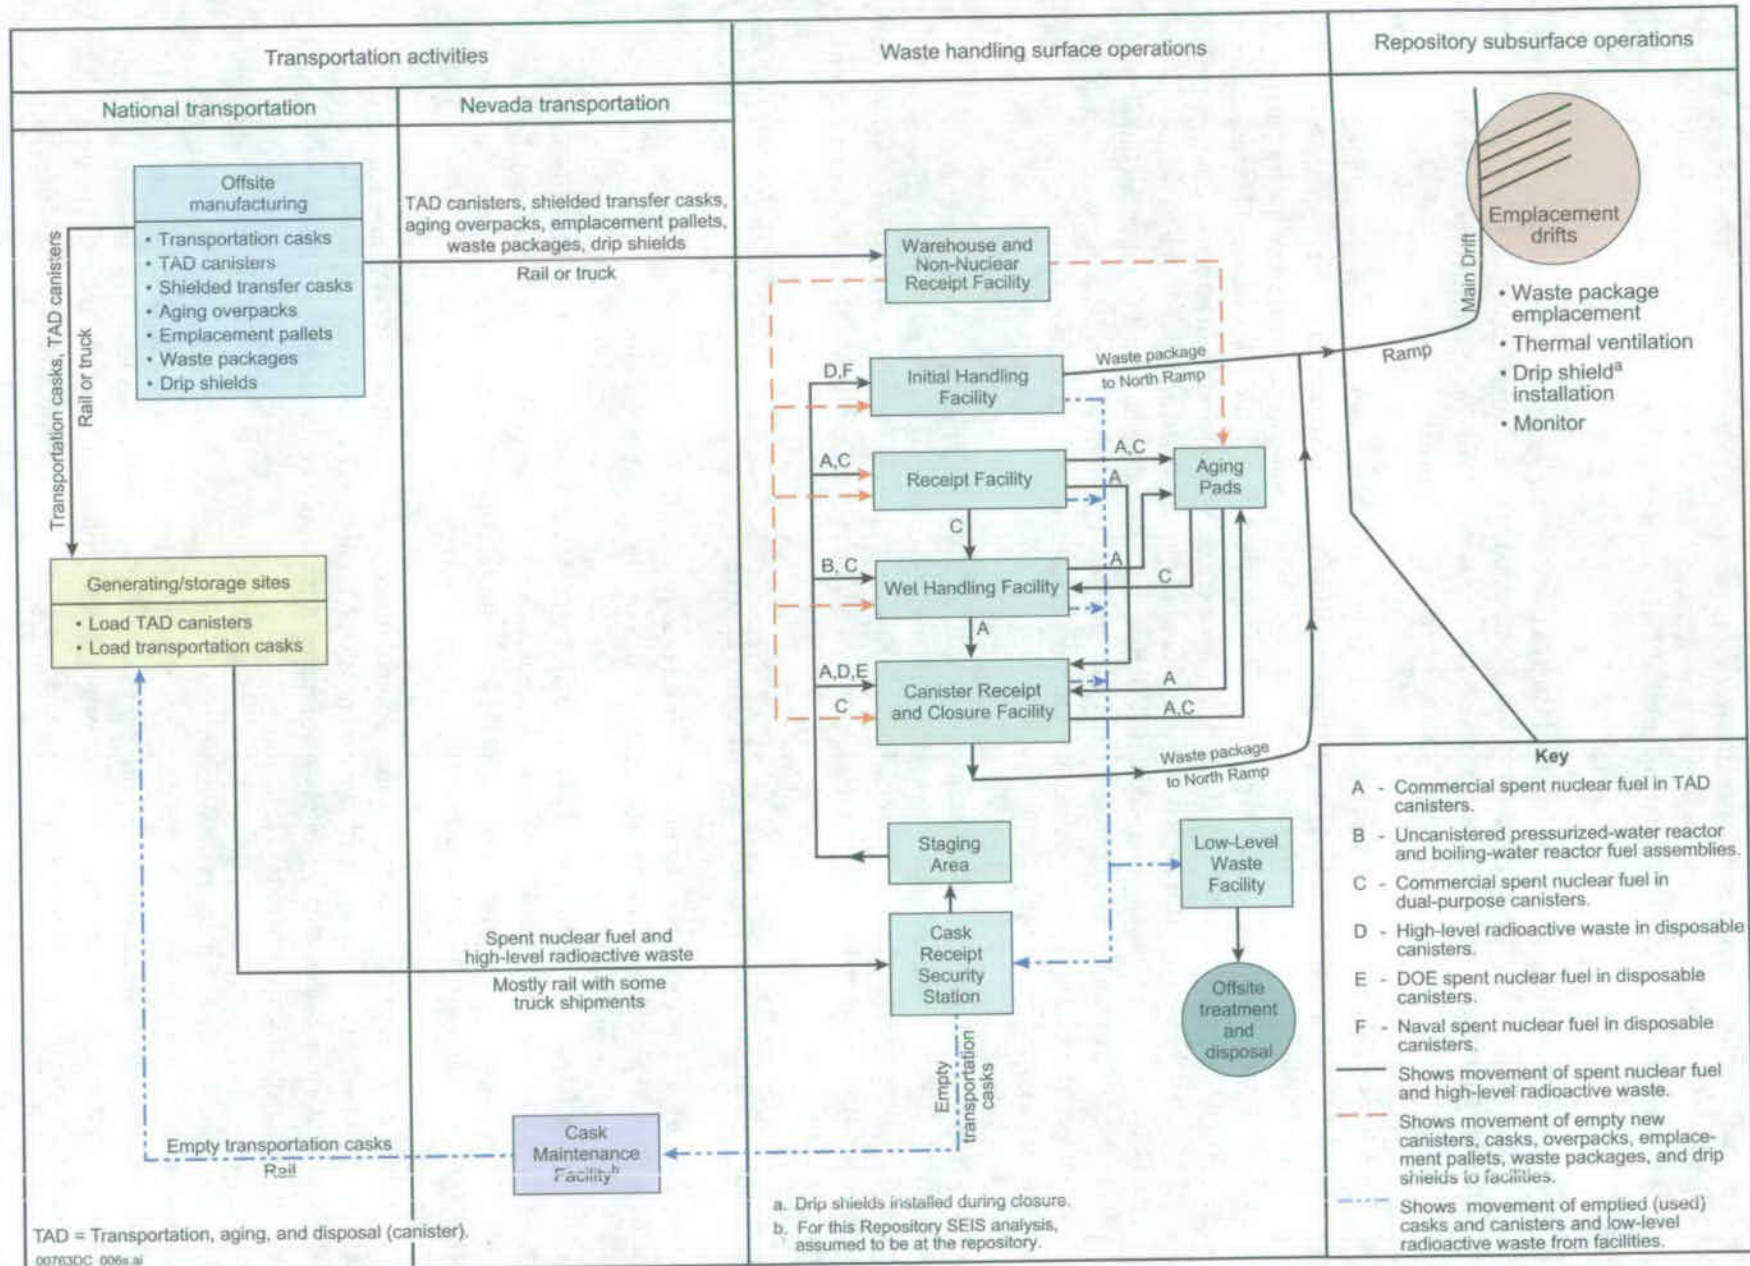 Transportation activities
Waste handling surface operations
Repository subsurface operations
National transportation
Nevada transportation
Offsite
manufacturing
• Transportation casks
• TAD canisters
• Shielded transfer casks
• Aging overpacks
• Emplacement pallets
• Waste packages
• Drip shields
Transportation casks, TAD canisters
Rail or truck
TAD canisters, shielded transfer casks,
aging overpacks, emplacement pallets,
waste packages, drip shields
Rail or truck
Generating/storage sites
• Load TAD canisters
• Load transportation casks
Spent nuclear fuel and
high-level radioactive waste
Mostly rail with some
truck shipments
Empty transportation casks
Rail
Cask
Maintenance
Facility b
TAD = Transportation, aging, and disposal (canister).
00763DC_006a.ai
Warehouse and
Non-Nuclear
Receipt Facility
D,F
Initial Handling
Facility
Waste package
to North Ramp
A,C
Receipt Facility
A,C
A
Aging
Pads
C
B, C
Wet Handling Facility
A
C
A
A,D,E
C
Canister Receipt
and Closure Facility
A
A,C
Waste package
to North Ramp
Staging
Area
Low-Level
Waste
Facility
Cask
Receipt
Security
Station
Offsite
treatment
and
disposal
Empty
transportation
casks
a. Drip shields installed during closure.
b. For this Repository SEIS analysis,
assumed to be at the repository.
Main Drift
Ramp
Emplacement
drifts
• Waste package
emplacement
• Thermal ventilation
• Drip shield a
installation
• Monitor
Key
A - Commercial spent nuclear fuel in TAD
canisters.
B - Uncanistered pressurized-water reactor
and boiling-water reactor fuel assemblies.
C - Commercial spent nuclear fuel in
dual-purpose canisters.
D - High-level radioactive waste in disposable
canisters.
E - DOE spent nuclear fuel in disposable
canisters.
F - Naval spent nuclear fuel in disposable
canisters.
Shows movement of spent nuclear fuel
and high-level radioactive waste.
Shows movement of empty new
canisters, casks, overpacks, emplace-
ment pallets, waste packages, and drip
shields to facilities.
Shows movement of emptied (used)
casks and canisters and low-level
radioactive waste from facilities.